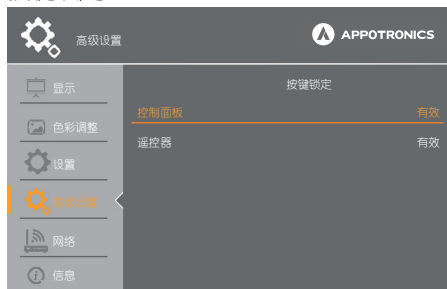 高级设置
APPOTRONICS
显示
色彩调整
设置
网络
信息
按键锁定
控制面板 有效
遥控器 有效